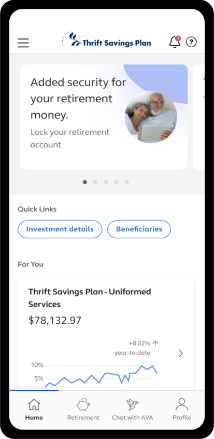 Thrift Savings Plan
Added security for
your retirement
money.
Lock your retirement
account
Quick Links
Investment details
Beneficiaries
For You
Thrift Savings Plan - Uniformed
Services
$78,132.97
+8.02% ↑
year-to-date
10%
5%
Home
Retirement
Chat with AVA
Profile